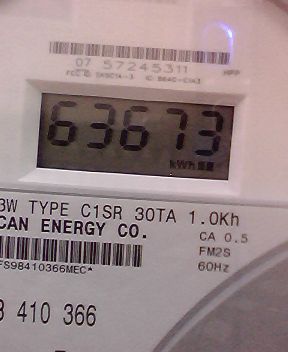 07 57245311
HPP
63673
kWh
3W TYPE C1SR 30TA 1.0Kh
CAN ENERGY CO.
CA 0.5
FM2S
60Hz
FS98410366MEC*
410 366